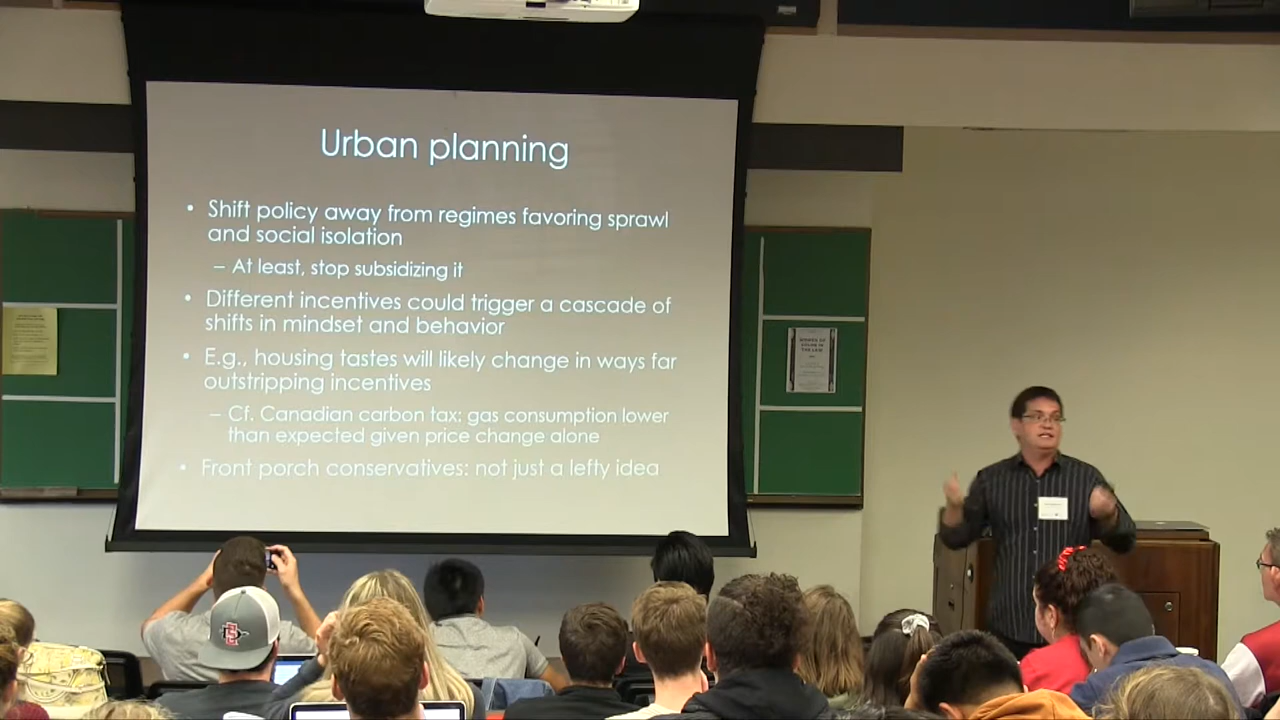 Urban planning
• Shift policy away from regimes favoring sprawl
and social isolation
– At least, stop subsidizing it
• Different incentives could trigger a cascade of
shifts in mindset and behavior
• E.g., housing tastes will likely change in ways far
outstripping incentives
– Cf. Canadian carbon tax: gas consumption lower
than expected given price change alone
• Front porch conservatives: not just a lefty idea